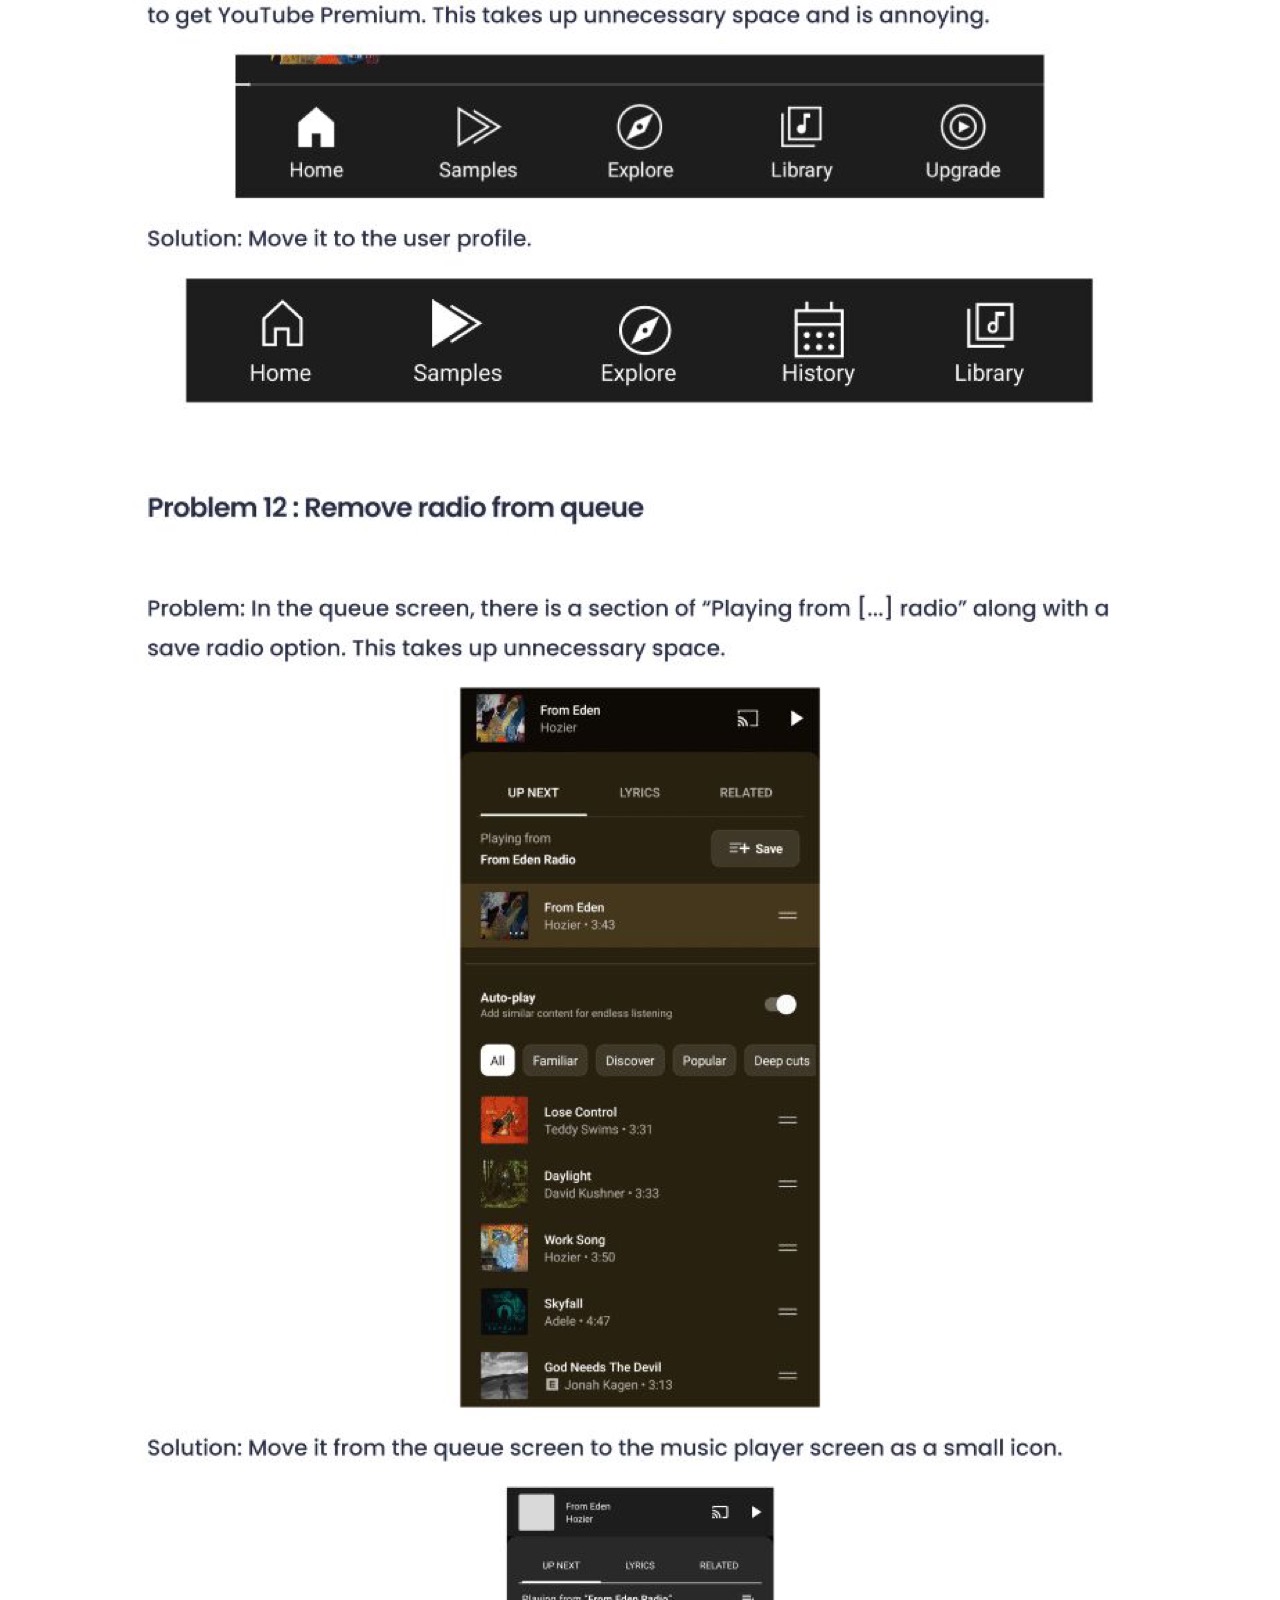 to get YouTube Premium. This takes up unnecessary space and is annoying.
Home Samples Explore Library Upgrade
Solution: Move it to the user profile.
Home Samples Explore History Library
Problem 12 : Remove radio from queue
Problem: In the queue screen, there is a section of “Playing from [...] radio” along with a
save radio option. This takes up unnecessary space.
From Eden
Hozier
UP NEXT LYRICS RELATED
Playing from
From Eden Radio
Save
From Eden
Hozier • 3:43
Auto-play
Add similar content for endless listening
All Familiar Discover Popular Deep cuts
Lose Control
Teddy Swims • 3:31
Daylight
David Kushner • 3:33
Work Song
Hozier • 3:50
Skyfall
Adele • 4:47
God Needs The Devil
E Jonah Kagen • 3:13
Solution: Move it from the queue screen to the music player screen as a small icon.
From Eden
Hozier
UP NEXT LYRICS RELATED
Playing from "From Eden Radio"